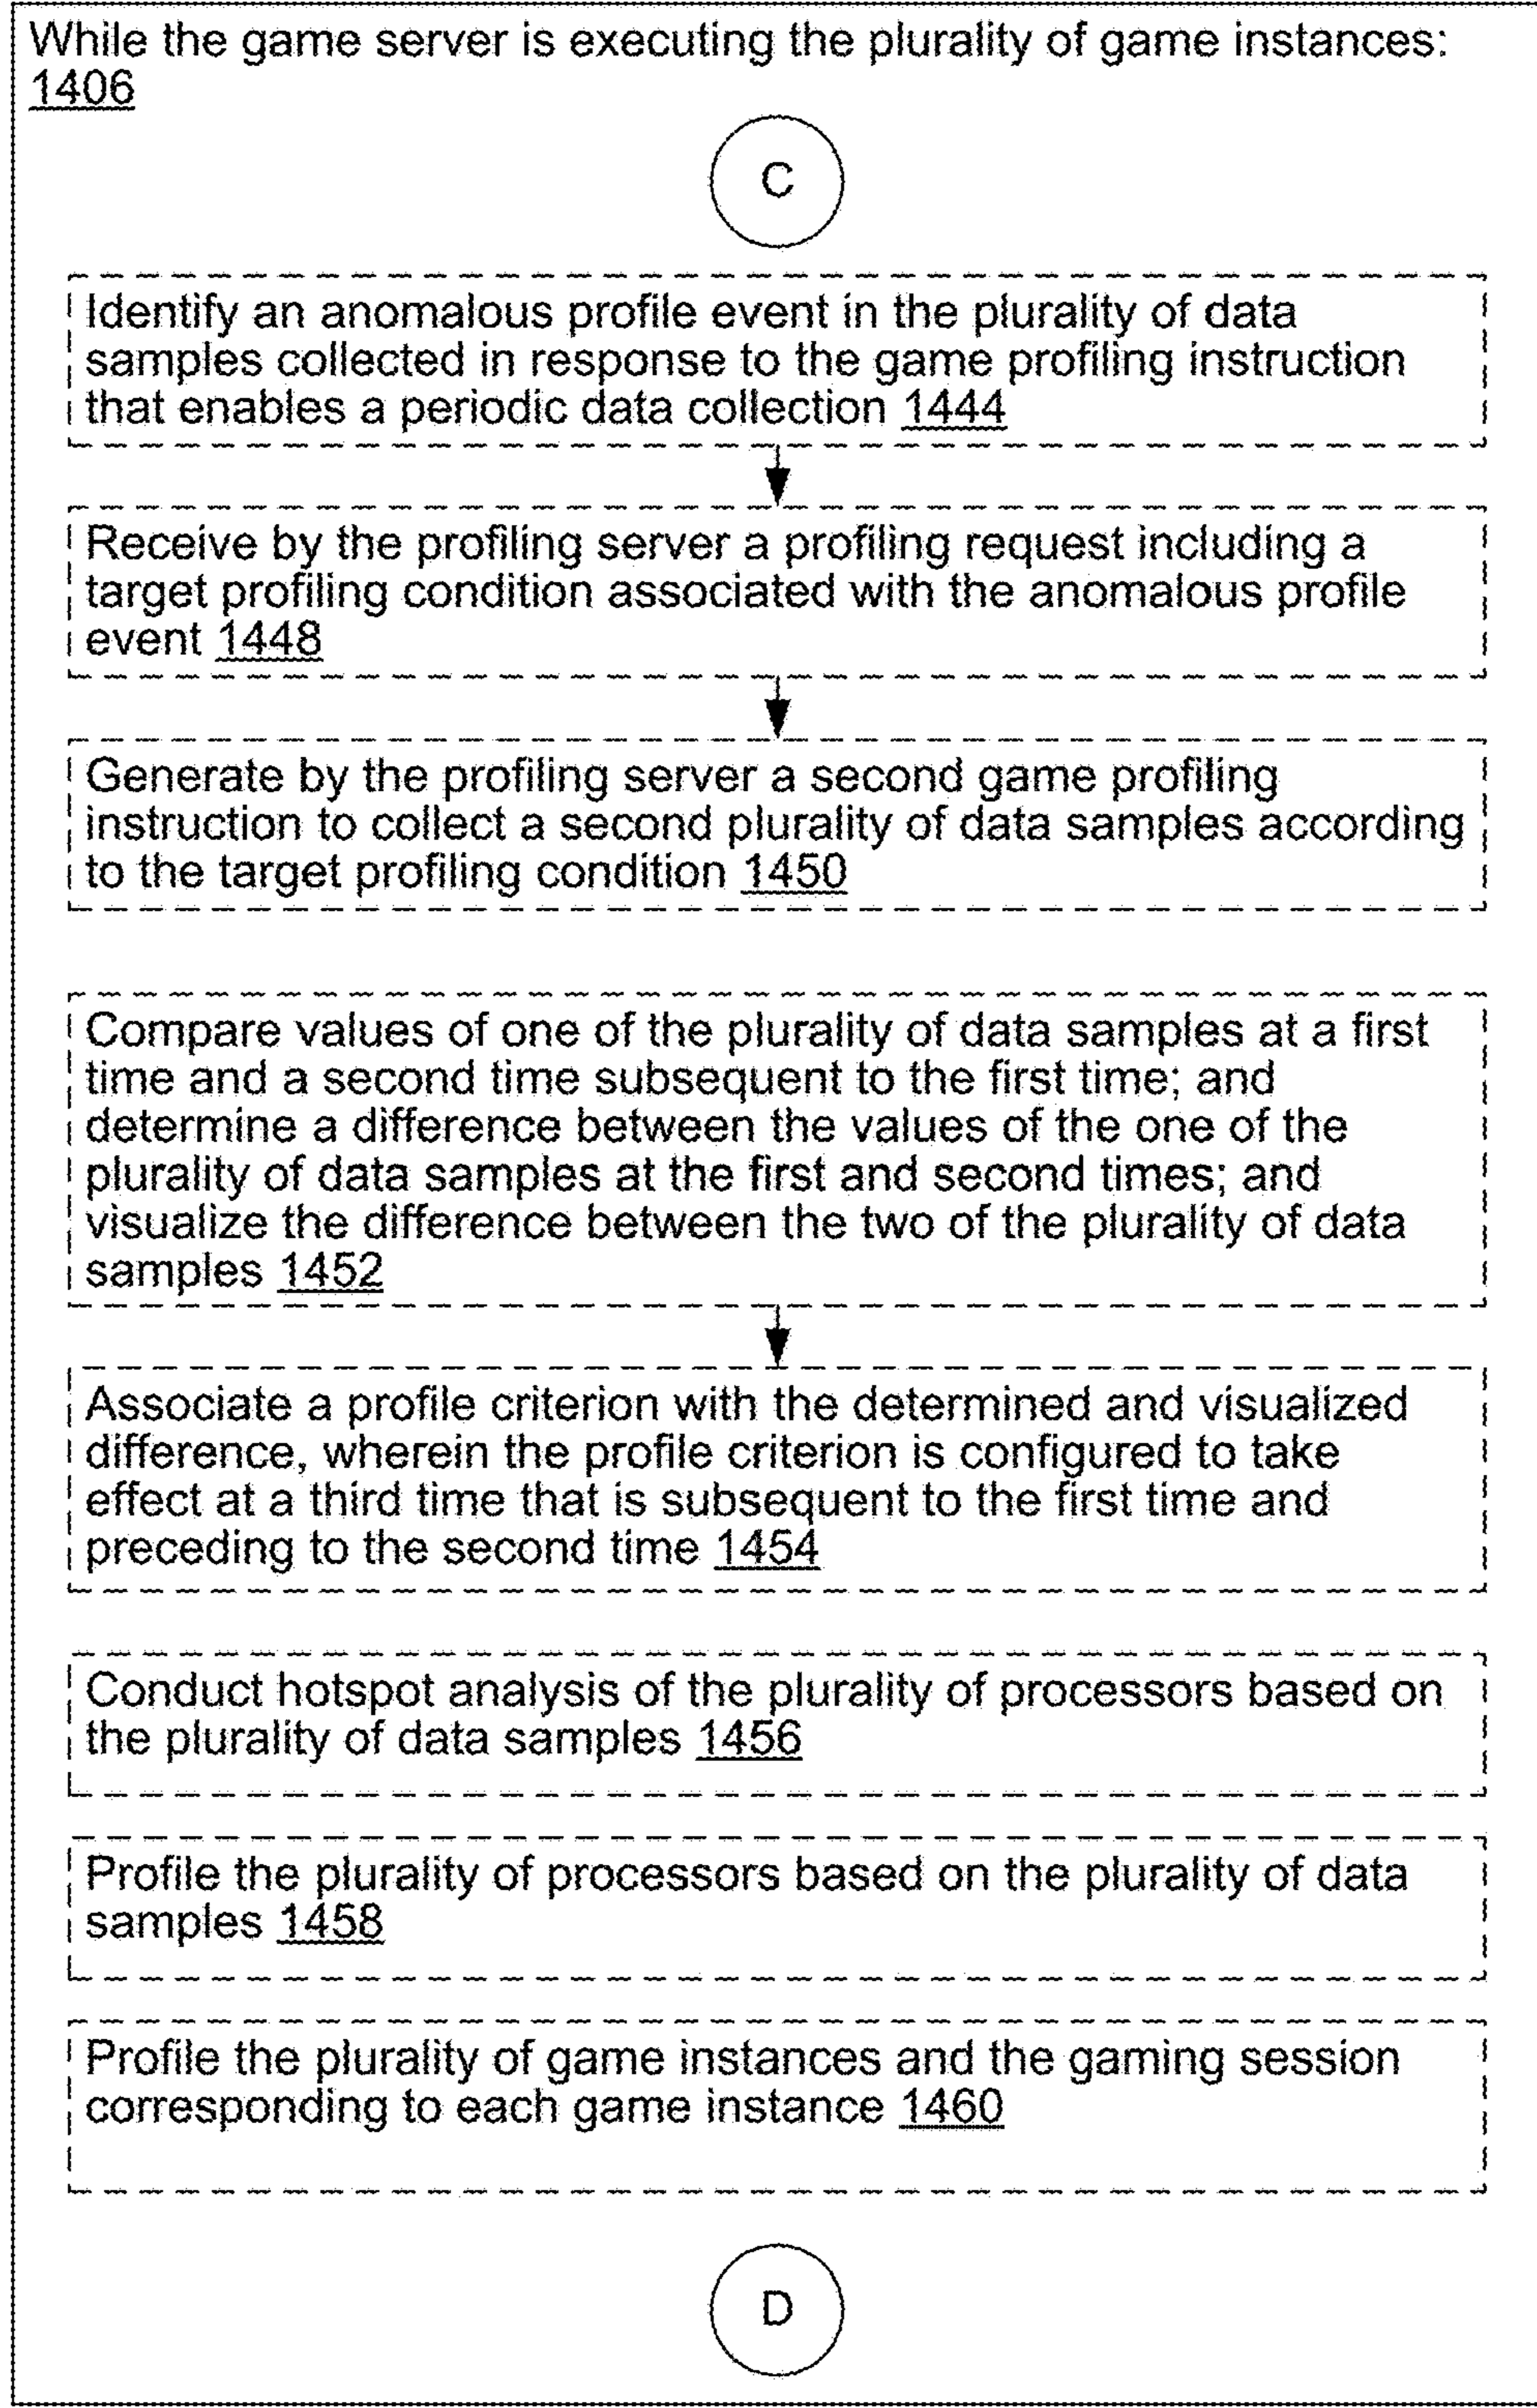 While the game server is executing the plurality of game instances:
1406
C
Identify an anomalous profile event in the plurality of data
samples collected in response to the game profiling instruction
that enables a periodic data collection 1444
Receive by the profiling server a profiling request including a
target profiling condition associated with the anomalous profile
event 1448
Generate by the profiling server a second game profiling
instruction to collect a second plurality of data samples according
to the target profiling condition 1450
Compare values of one of the plurality of data samples at a first
time and a second time subsequent to the first time; and
determine a difference between the values of the one of the
plurality of data samples at the first and second times; and
visualize the difference between the two of the plurality of data
samples 1452
Associate a profile criterion with the determined and visualized
difference, wherein the profile criterion is configured to take
effect at a third time that is subsequent to the first time and
preceding to the second time 1454
Conduct hotspot analysis of the plurality of processors based on
the plurality of data samples 1456
Profile the plurality of processors based on the plurality of data
samples 1458
Profile the plurality of game instances and the gaming session
corresponding to each game instance 1460
D